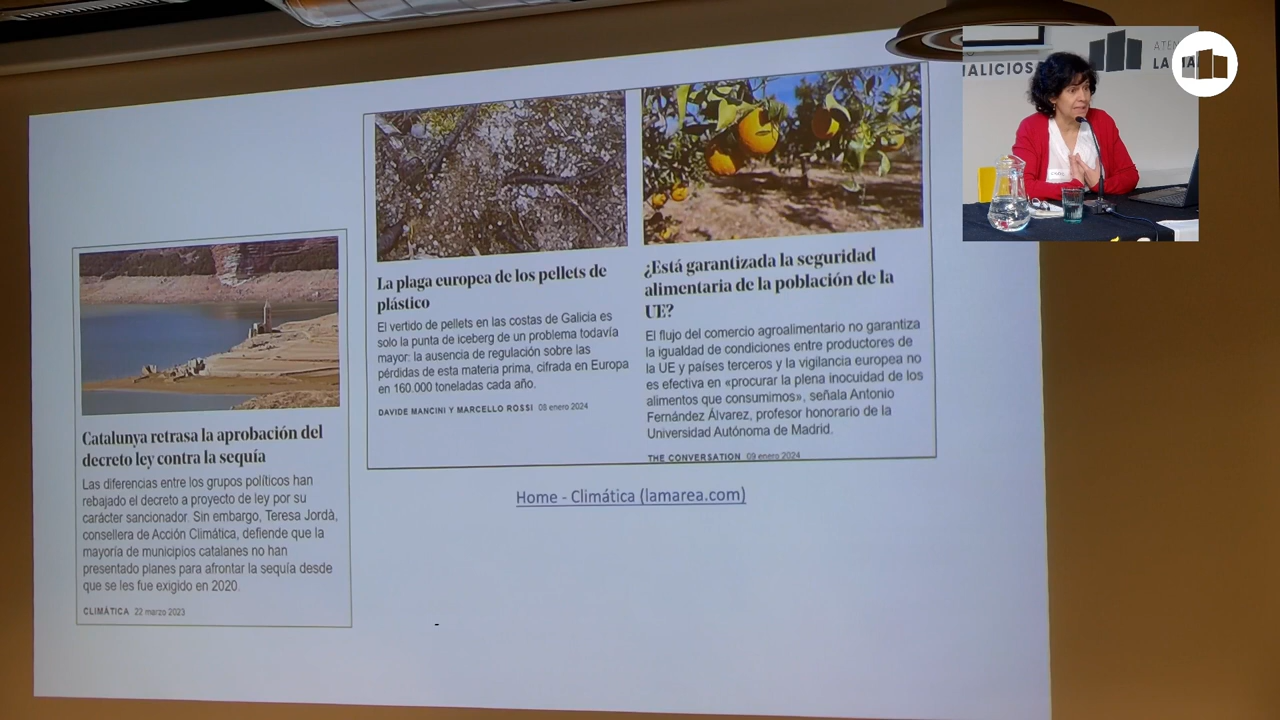 Catalunya retrasa la aprobación del
decreto ley contra la sequía
Las diferencias entre los grupos políticos han
rebajado el decreto a proyecto de ley por su
carácter sancionador. Sin embargo, Teresa Jordà,
consellera de Acción Climática, defiende que la
mayoría de municipios catalanes no han
presentado planes para afrontar la sequía desde
que se les fue exigido en 2020.
CLIMÁTICA 22 marzo 2023
La plaga europea de los pellets de
plástico
El vertido de pellets en las costas de Galicia es
solo la punta de iceberg de un problema todavía
mayor: la ausencia de regulación sobre las
pérdidas de esta materia prima, cifrada en Europa
en 160.000 toneladas cada año.
DAVIDE MANCINI Y MARCELLO ROSSI 08 enero 2024
¿Está garantizada la seguridad
alimentaria de la población de la
UE?
El flujo del comercio agroalimentario no garantiza
la igualdad de condiciones entre productores de
la UE y países terceros y la vigilancia europea no
es efectiva en «procurar la plena inocuidad de los
alimentos que consumimos», señala Antonio
Fernández Álvarez, profesor honorario de la
Universidad Autónoma de Madrid.
THE CONVERSATION 09 enero 2024
Home - Climática (lamarea.com)
MALICIOS
ATEN
LA MA